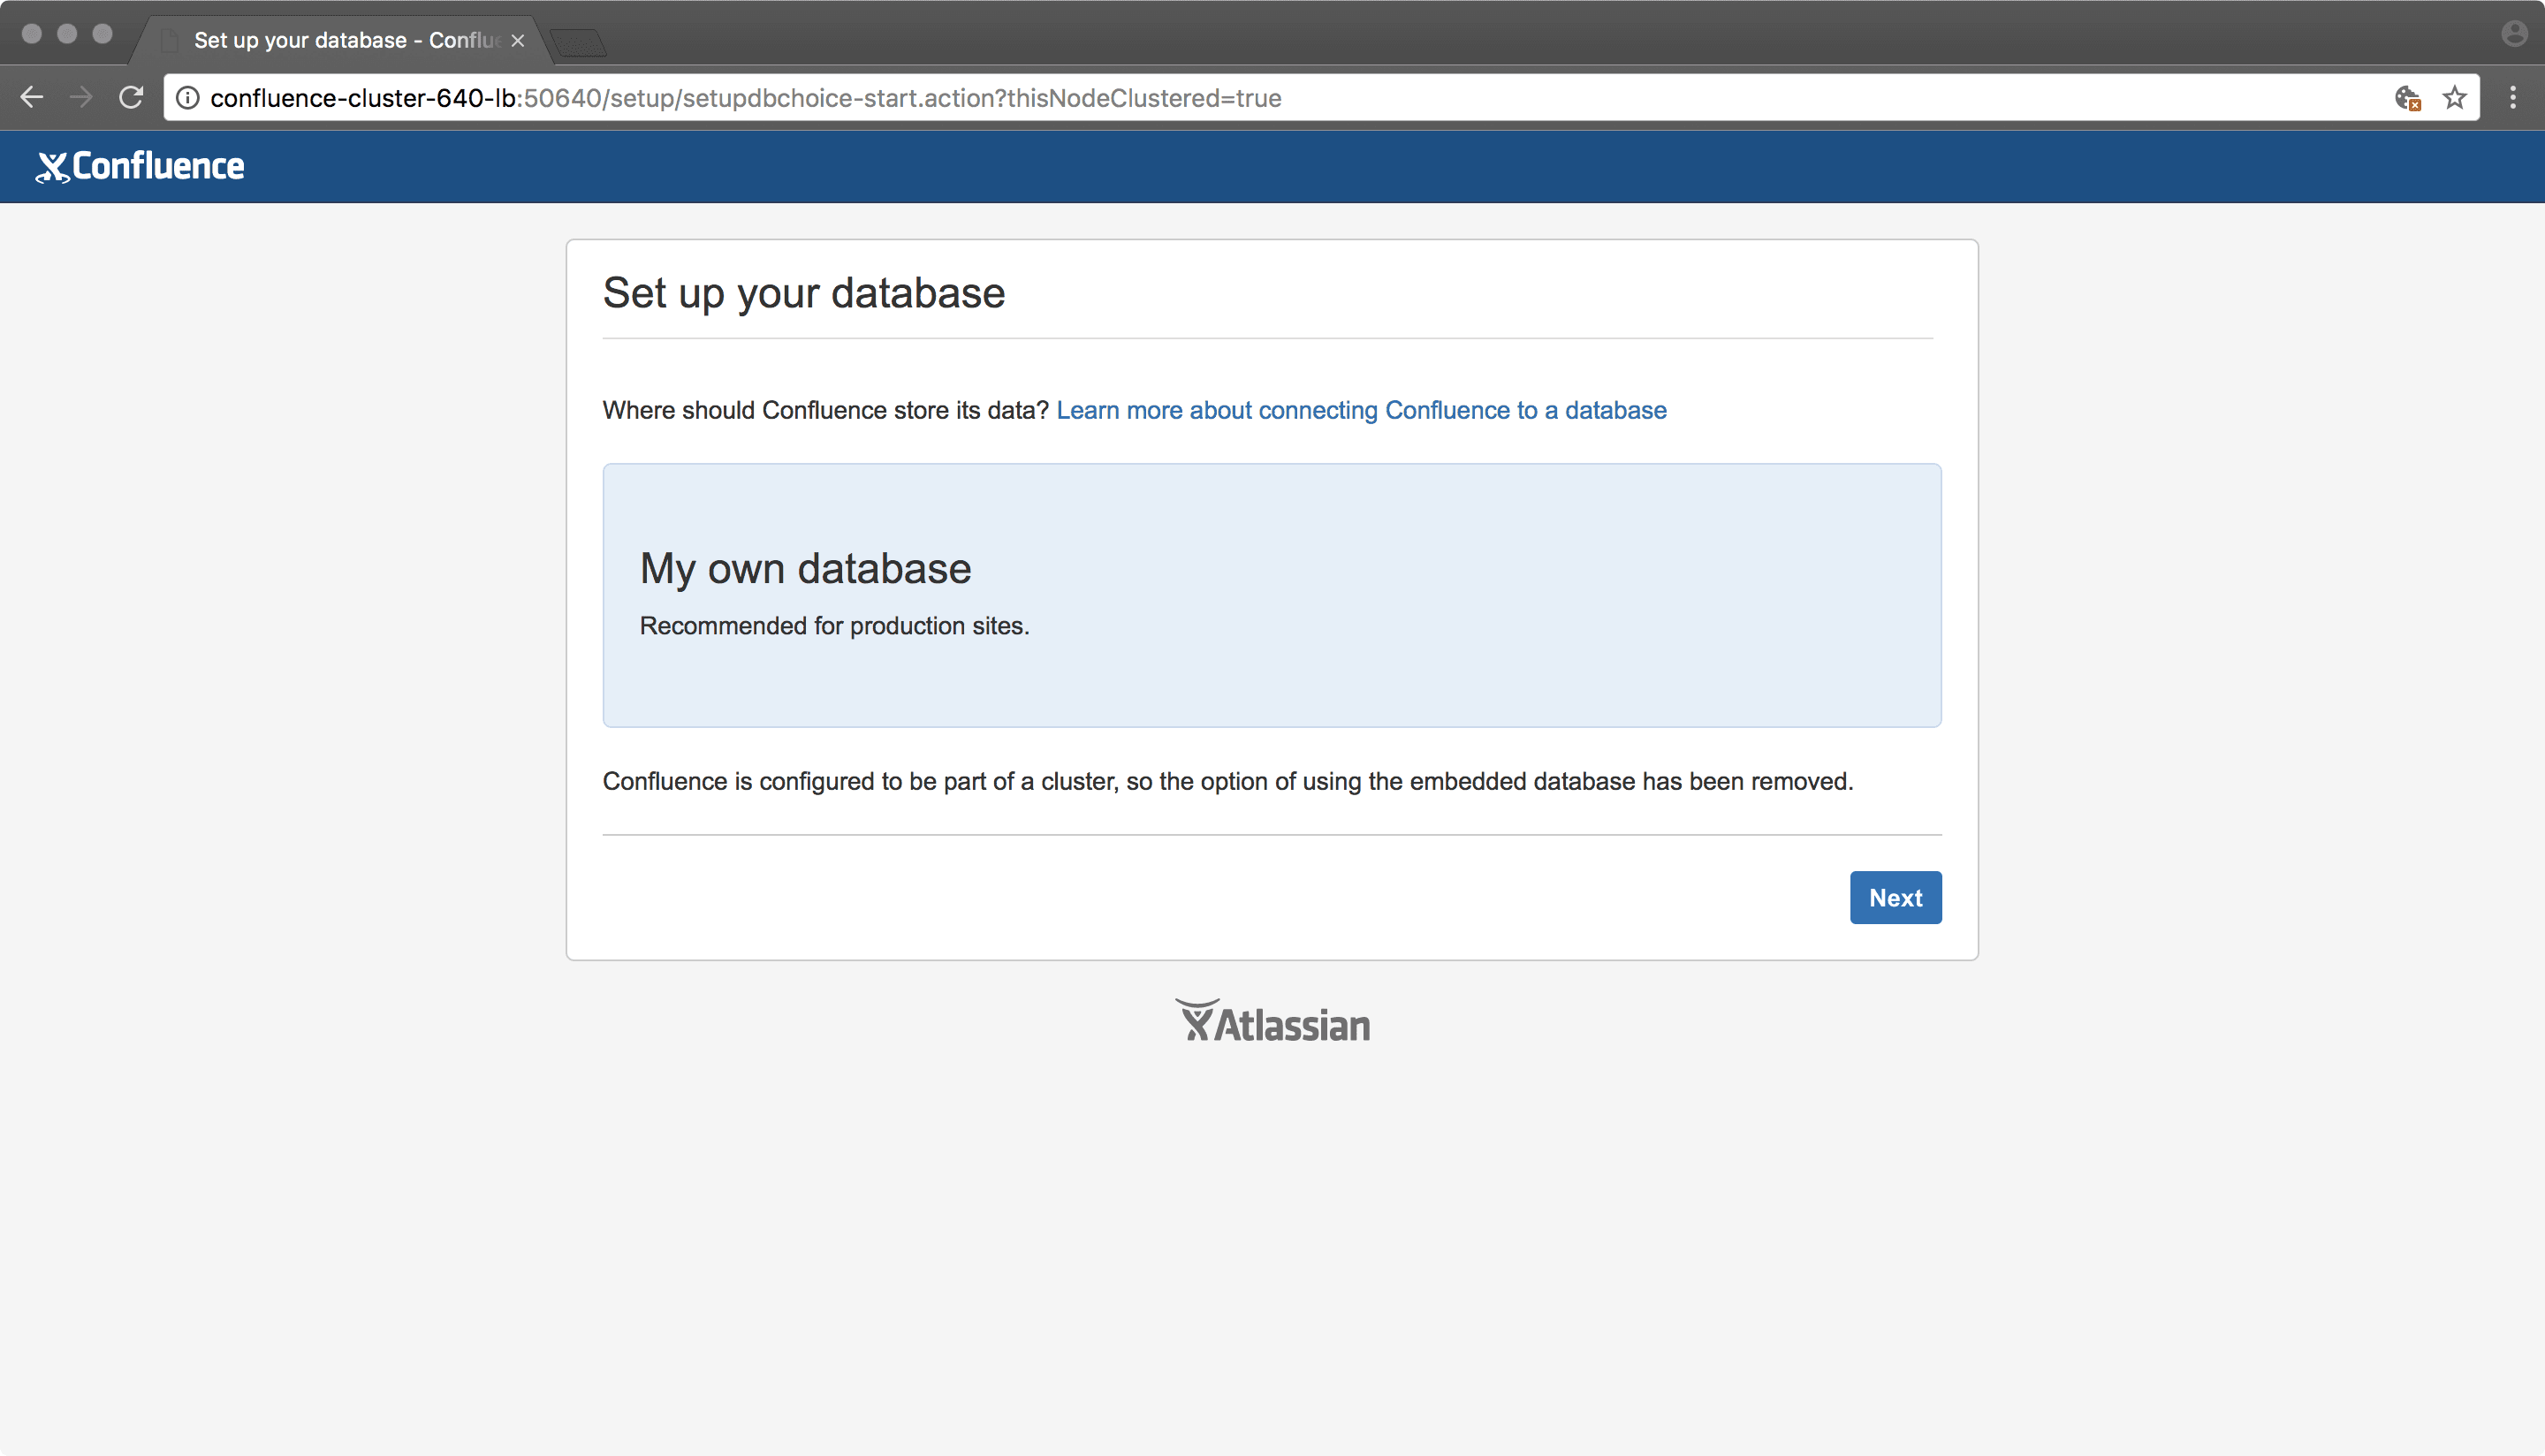 Set up your database - Conflue
confluence-cluster-640-lb:50640/setup/setupdbchoice-start.action?thisNodeClustered=true
Confluence
Set up your database
Where should Confluence store its data? Learn more about connecting Confluence to a database
My own database
Recommended for production sites.
Confluence is configured to be part of a cluster, so the option of using the embedded database has been removed.
Next
Atlassian